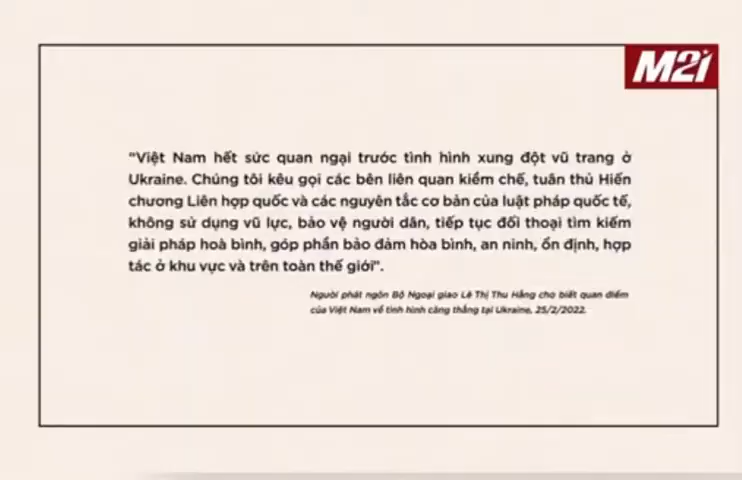 M21
"Việt Nam hết sức quan ngại trước tình hình xung đột vũ trang ở
Ukraine. Chúng tôi kêu gọi các bên liên quan kiềm chế, tuân thủ Hiến
chương Liên hợp quốc và các nguyên tắc cơ bản của luật pháp quốc tế,
không sử dụng vũ lực, bảo vệ người dân, tiếp tục đối thoại tìm kiếm
giải pháp hoà bình, góp phần bảo đảm hòa bình, an ninh, ổn định, hợp
tác ở khu vực và trên toàn thế giới".
Người phát ngôn Bộ Ngoại giao Lê Thị Thu Hằng cho biết quan điểm
của Việt Nam về tình hình căng thẳng tại Ukraine, 25/2/2022.